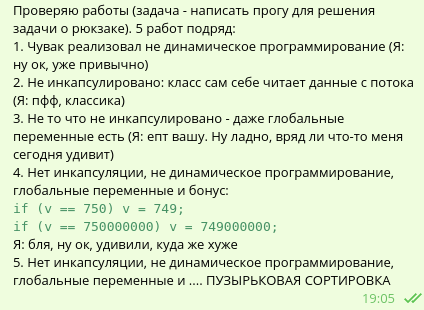 Проверяю работы (задача - написать прогу для решения
задачи о рюкзаке). 5 работ подряд:
1. Чувак реализовал не динамическое программирование (Я:
ну ок, уже привычно)
2. Не инкапсулировано: класс сам себе читает данные с потока
(Я: пфф, классика)
3. Не то что не инкапсулировано - даже глобальные
переменные есть (Я: епт вашу. Ну ладно, вряд ли что-то меня
сегодня удивит)
4. Нет инкапсуляции, не динамическое программирование,
глобальные переменные и бонус:
if (v == 750) v = 749;
if (v == 750000000) v = 749000000;
Я: бля, ну ок, удивили, куда же хуже
5. Нет инкапсуляции, не динамическое программирование,
глобальные переменные и .... ПУЗЫРЬКОВАЯ СОРТИРОВКА
19:05